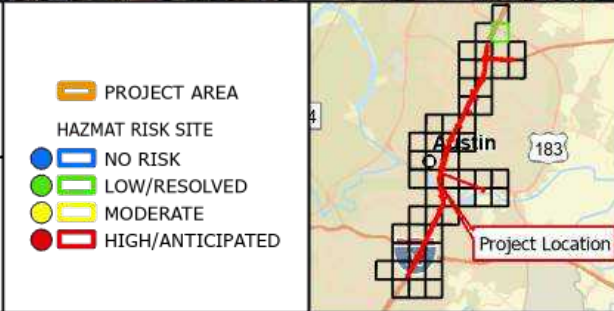 PROJECT AREA
HAZMAT RISK SITE
NO RISK
LOW/RESOLVED
MODERATE
HIGH/ANTICIPATED
4
Austin
183
Project Location